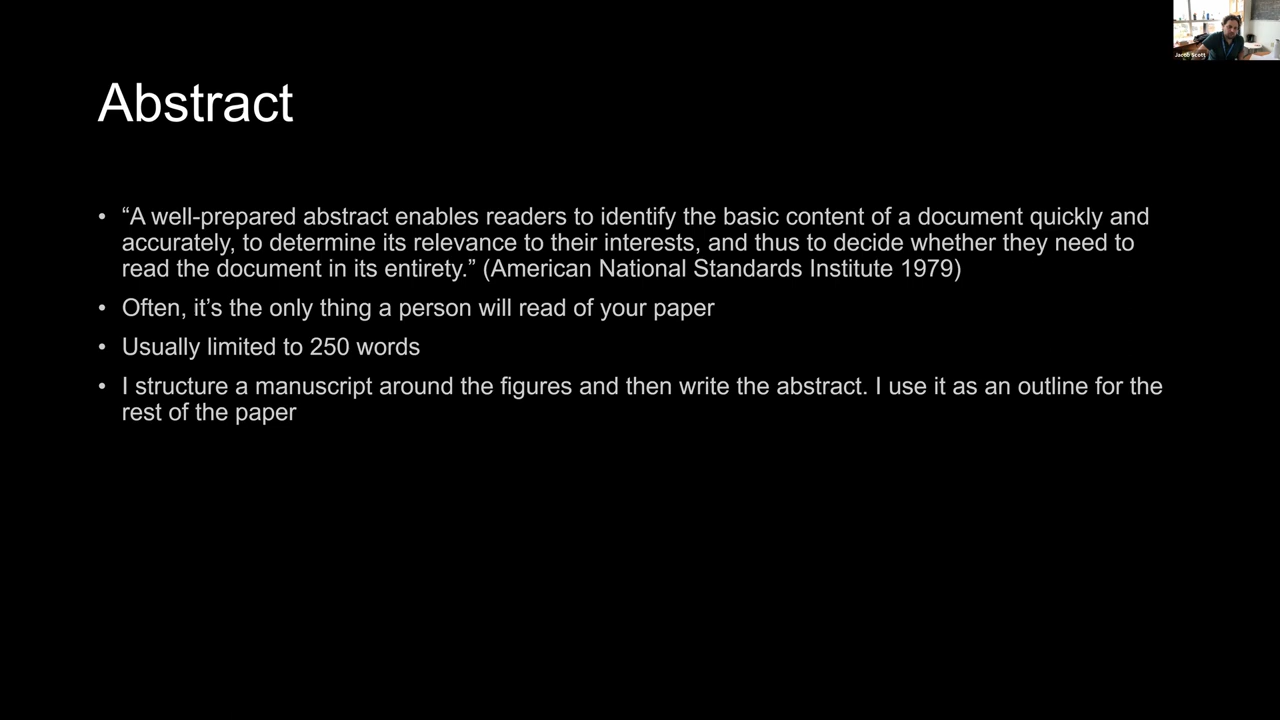 Jacob Scott
Abstract
• “A well-prepared abstract enables readers to identify the basic content of a document quickly and
accurately, to determine its relevance to their interests, and thus to decide whether they need to
read the document in its entirety.” (American National Standards Institute 1979)
• Often, it’s the only thing a person will read of your paper
• Usually limited to 250 words
• I structure a manuscript around the figures and then write the abstract. I use it as an outline for the
rest of the paper